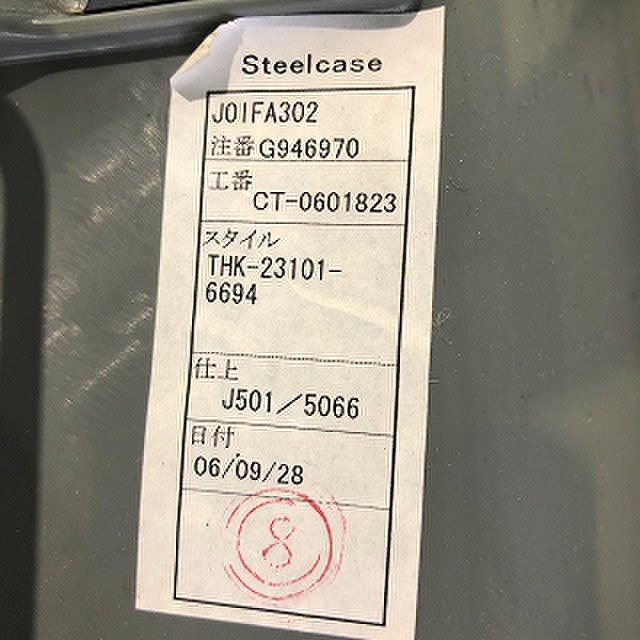 Steelcase
JOIFA302
注番G946970
工番
CT-0601823
スタイル
THK-23101-
6694
仕上
J501／5066
日付
06/09/28
8